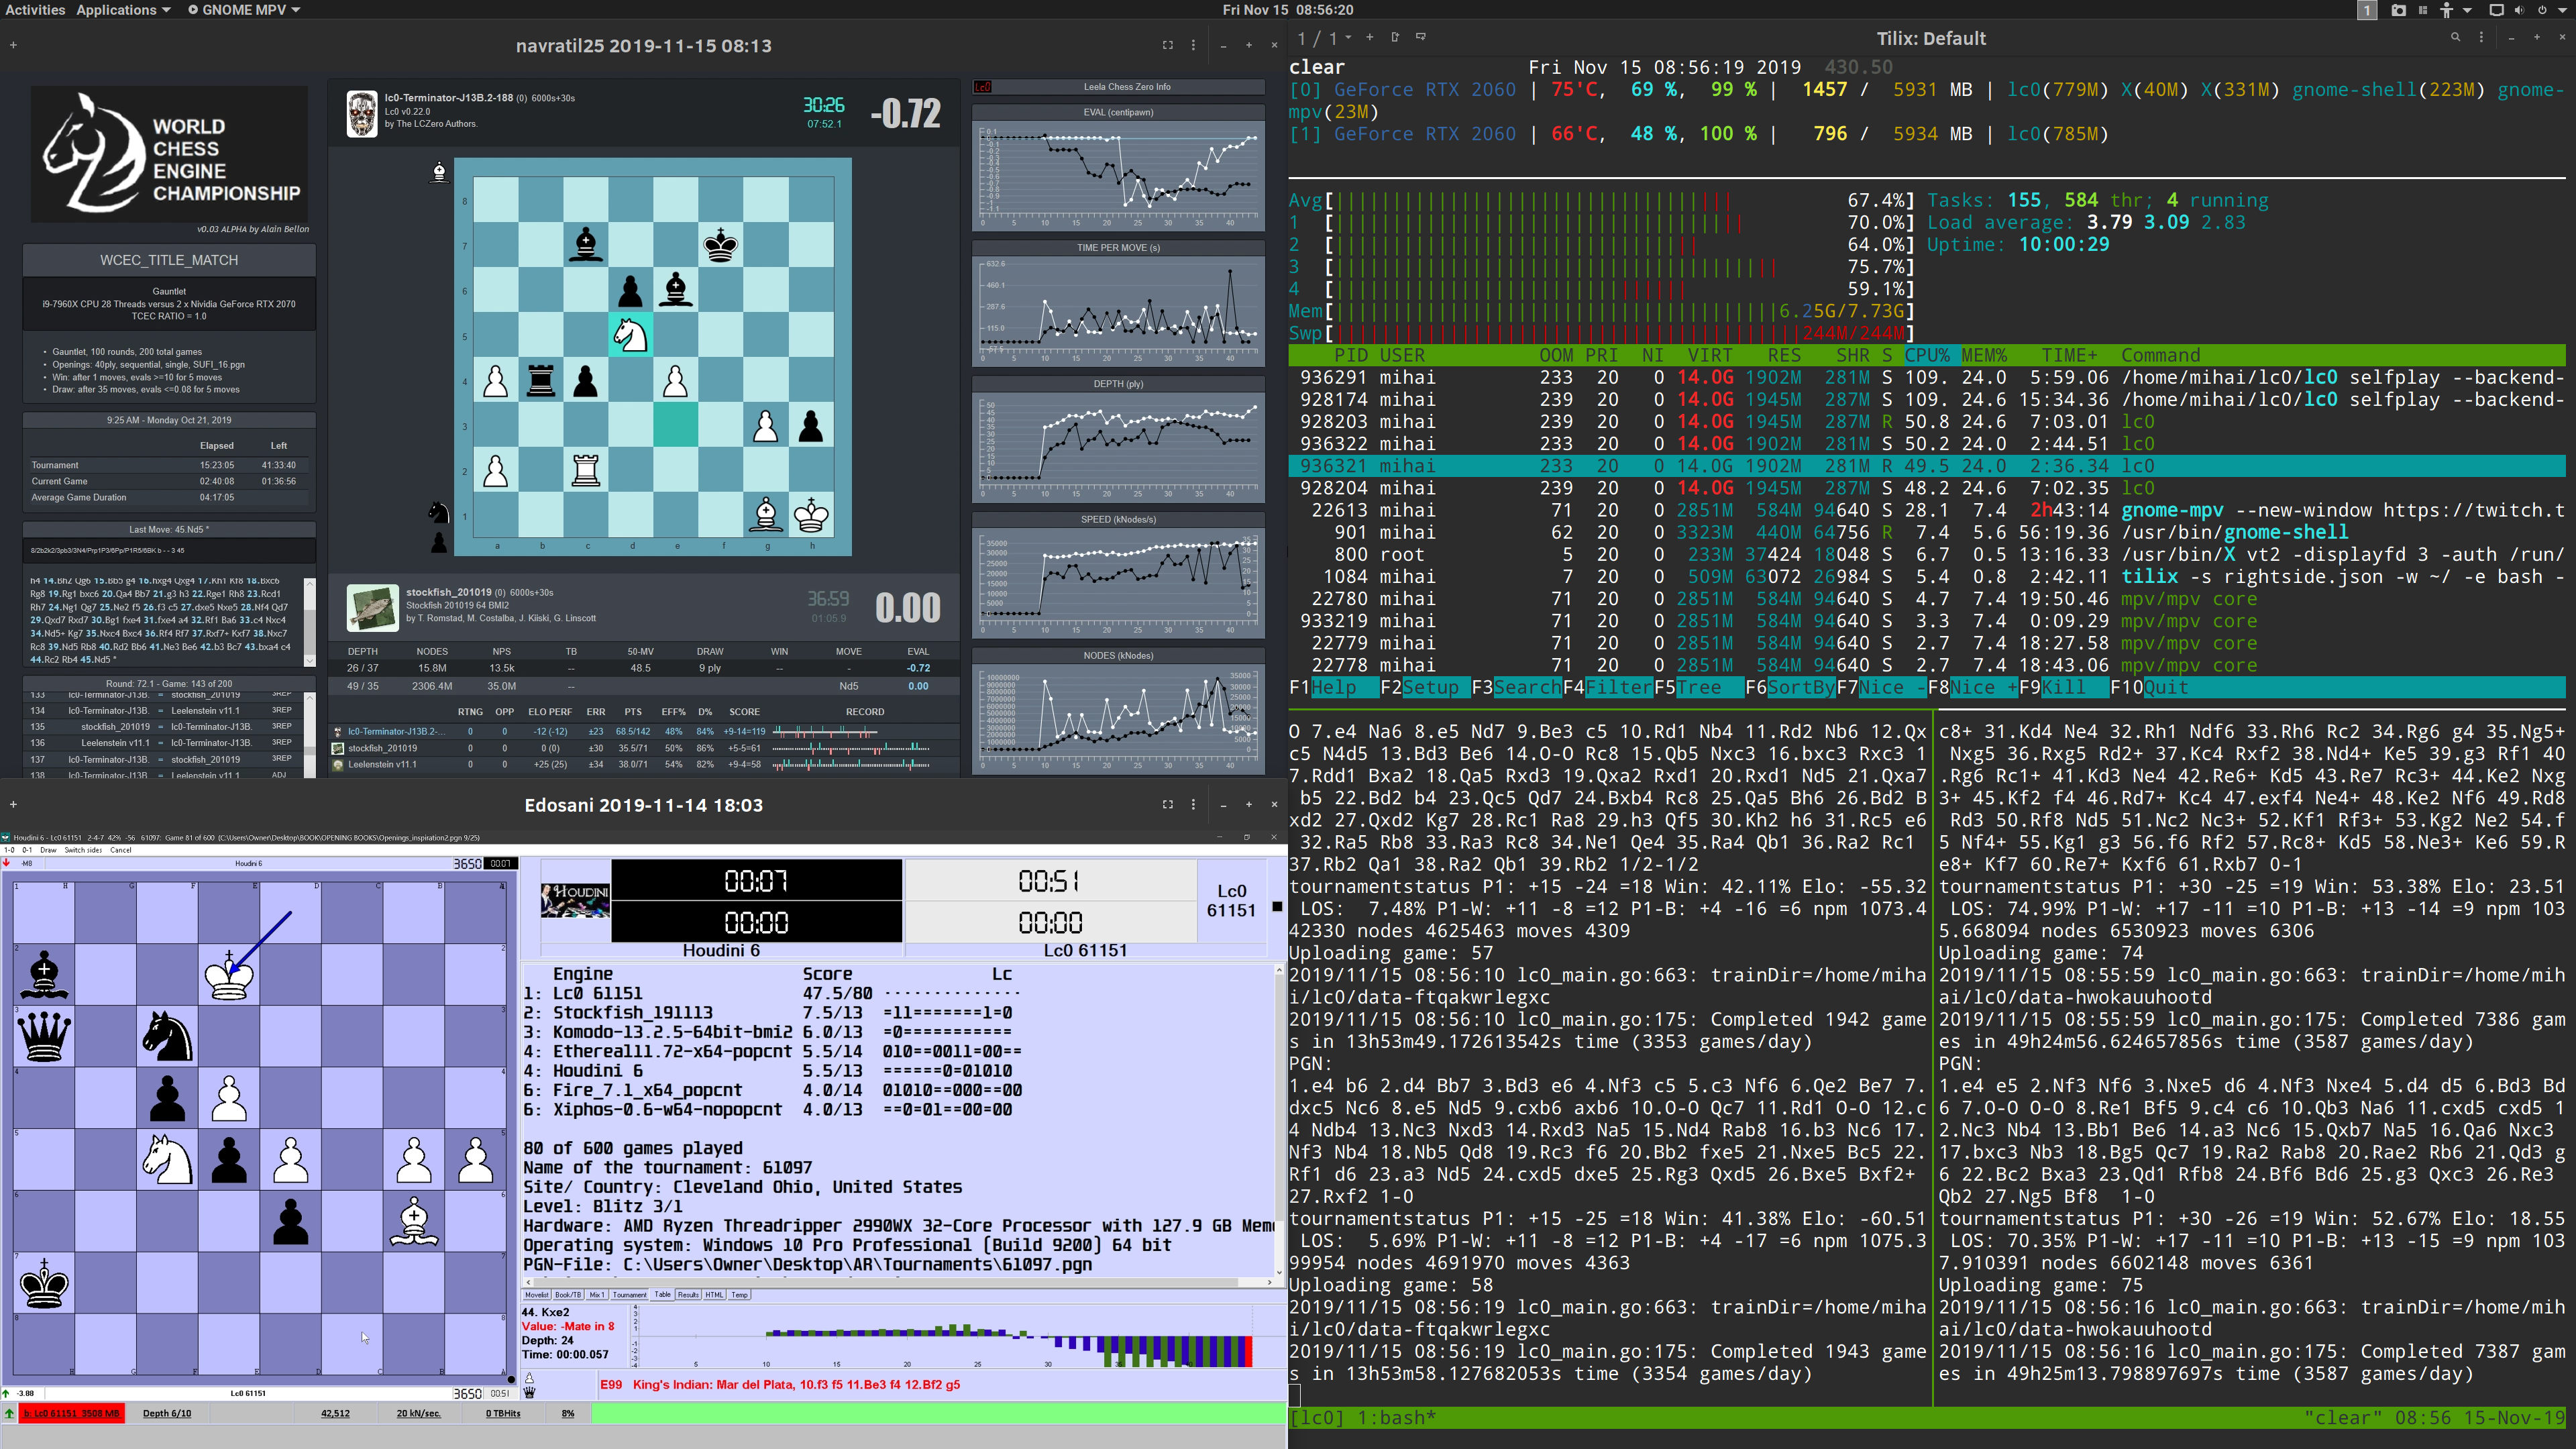 Activities Applications GNOME MPV Fri Nov 15 08:56:20 1
navratil25 2019-11-15 08:13
WORLD
CHESS
ENGINE
CHAMPIONSHIP
v0.03 ALPHA by Alain Bellon
WCEC_TITLE_MATCH
Gauntlet
i9-7960X CPU 28 Threads versus 2 x Nvidia GeForce RTX 2070
TCEC RATIO = 1.0
• Gauntlet, 100 rounds, 200 total games
• Openings: 40ply, sequential, single, SUFI_16.pgn
• Win: after 1 moves, evals >=10 for 5 moves
• Draw: after 35 moves, evals <=0.08 for 5 moves
9:25 AM - Monday Oct 21, 2019
Elapsed Left
Tournament 15:23:05 41:33:40
Current Game 02:40:08 01:36:56
Average Game Duration 04:17:05
Last Move: 45.Nd5 *
8/2b2k2/3pb3/3N4/Prp1P3/6Pp/P1R5/6BK b - - 3 45
h4 14.Bh2 Qg6 15.Bb5 g4 16.hxg4 Qxg4 17.Kh1 Kf8 18.Bxc6
Rg8 19.Rg1 bxc6 20.Qa4 Bb7 21.g3 h3 22.Rge1 Rh8 23.Rcd1
Rh7 24.Ng1 Qg7 25.Ne2 f5 26.f3 c5 27.dxe5 Nxe5 28.Nf4 Qd7
29.Qxd7 Rxd7 30.Bg1 fxe4 31.fxe4 a4 32.Rf1 Ba6 33.c4 Nxc4
34.Nd5+ Kg7 35.Nxc4 Bxc4 36.Rf4 Rf7 37.Rxf7+ Kxf7 38.Nxc7
Rc8 39.Nd5 Rb8 40.Rd2 Bb6 41.Ne3 Be6 42.b3 Bc7 43.bxa4 c4
44.Rc2 Rb4 45.Nd5 *
Round: 72.1 - Game: 143 of 200
133 lc0-Terminator-J13B. = stockfish_201019 3REP
134 lc0-Terminator-J13B. = Leelenstein v11.1 3REP
135 stockfish_201019 = lc0-Terminator-J13B. 3REP
136 Leelenstein v11.1 = lc0-Terminator-J13B. 3REP
137 lc0-Terminator-J13B. = stockfish_201019 3REP
138 lc0-Terminator-J13B. = Leelenstein v11.1 ADJ
lc0-Terminator-J13B.2-188 (0) 6000s+30s
Lc0 v0.22.0
by The LCZero Authors.
30:26
07:52.1
-0.72
8
7
6
5
4
3
2
1
a b c d e f g h
stockfish_201019 (0) 6000s+30s
Stockfish 201019 64 BMI2
by T. Romstad, M. Costalba, J. Kiiski, G. Linscott
36:59
01:05.9
0.00
DEPTH NODES NPS TB 50-MV DRAW WIN MOVE EVAL
26 / 37 15.8M 13.5k -- 48.5 9 ply -- - -0.72
49 / 35 2306.4M 35.0M -- Nd5 0.00
RTNG OPP ELO PERF ERR PTS EFF% D% SCORE RECORD
lc0-Terminator-J13B.2-... 0 0 -12 (-12) ±23 68.5/142 48% 84% +9-14=119
stockfish_201019 0 0 0 (0) ±30 35.5/71 50% 86% +5-5=61
Leelenstein v11.1 0 0 +25 (25) ±34 38.0/71 54% 82% +9-4=58
Lc0 Leela Chess Zero Info
EVAL (centipawn)
TIME PER MOVE (s)
DEPTH (ply)
SPEED (kNodes/s)
NODES (kNodes)
Edosani 2019-11-14 18:03
Houdini 6 - Lc0 61151 2-4-7 42% -56 61097: Game 81 of 600 (C:\Users\Owner\Desktop\BOOK\OPENING BOOKS\Openings_inspiration2.pgn 9/25)
1-0 0-1 Draw Switch sides Cancel
-M8 Houdini 6 3650 00:07
00:07 00:51
00:00 00:00
HOUDINI
Houdini 6 Lc0 61151
Lc0
61151
Engine Score Lc
1: Lc0 61151 47.5/80 ··············
2: Stockfish_191113 7.5/13 =11=======1=0
3: Komodo-13.2.5-64bit-bmi2 6.0/13 =0===========
4: Ethereal11.72-x64-popcnt 5.5/14 010==0011=00==
4: Houdini 6 5.5/13 ======0=01010
6: Fire_7.1_x64_popcnt 4.0/14 01010==000==00
6: Xiphos-0.6-w64-nopopcnt 4.0/13 ==0=01==00=00
80 of 600 games played
Name of the tournament: 61097
Site/ Country: Cleveland Ohio, United States
Level: Blitz 3/1
Hardware: AMD Ryzen Threadripper 2990WX 32-Core Processor with 127.9 GB Mem
Operating system: Windows 10 Pro Professional (Build 9200) 64 bit
PGN-File: C:\Users\Owner\Desktop\AR\Tournaments\61097.pgn
Movelist Book/TB Mix 1 Tournament Table Results HTML Temp
44. Kxe2
Value: -Mate in 8
Depth: 24
Time: 00:00.057
E99 King's Indian: Mar del Plata, 10.f3 f5 11.Be3 f4 12.Bf2 g5
-3.88 Lc0 61151 3650 00:51
b: Lc0 61151 3508 MB Depth 6/10 42,512 20 kN/sec. 0 TBHits 8%
1 / 1 Tilix: Default
clear Fri Nov 15 08:56:19 2019 430.50
[0] GeForce RTX 2060 | 75'C, 69 %, 99 % | 1457 / 5931 MB | lc0(779M) X(40M) X(331M) gnome-shell(223M) gnome-
mpv(23M)
[1] GeForce RTX 2060 | 66'C, 48 %, 100 % | 796 / 5934 MB | lc0(785M)
Avg[ 67.4%] Tasks: 155, 584 thr; 4 running
1 [ 70.0%] Load average: 3.79 3.09 2.83
2 [ 64.0%] Uptime: 10:00:29
3 [ 75.7%]
4 [ 59.1%]
Mem[ 6.25G/7.73G]
Swp[ 244M/244M]
PID USER OOM PRI NI VIRT RES SHR S CPU% MEM% TIME+ Command
936291 mihai 233 20 0 14.0G 1902M 281M S 109. 24.0 5:59.06 /home/mihai/lc0/lc0 selfplay --backend-
928174 mihai 239 20 0 14.0G 1945M 287M S 109. 24.6 15:34.36 /home/mihai/lc0/lc0 selfplay --backend-
928203 mihai 239 20 0 14.0G 1945M 287M R 50.8 24.6 7:03.01 lc0
936322 mihai 233 20 0 14.0G 1902M 281M S 50.2 24.0 2:44.51 lc0
936321 mihai 233 20 0 14.0G 1902M 281M R 49.5 24.0 2:36.34 lc0
928204 mihai 239 20 0 14.0G 1945M 287M S 48.2 24.6 7:02.35 lc0
22613 mihai 71 20 0 2851M 584M 94640 S 28.1 7.4 2h43:14 gnome-mpv --new-window https://twitch.t
901 mihai 62 20 0 3323M 440M 64756 R 7.4 5.6 56:19.36 /usr/bin/gnome-shell
800 root 5 20 0 233M 37424 18048 S 6.7 0.5 13:16.33 /usr/bin/X vt2 -displayfd 3 -auth /run/
1084 mihai 7 20 0 509M 63072 26984 S 5.4 0.8 2:42.11 tilix -s rightside.json -w ~/ -e bash -
22780 mihai 71 20 0 2851M 584M 94640 S 4.7 7.4 19:50.46 mpv/mpv core
933219 mihai 71 20 0 2851M 584M 94640 S 3.3 7.4 0:09.29 mpv/mpv core
22779 mihai 71 20 0 2851M 584M 94640 S 2.7 7.4 18:27.58 mpv/mpv core
22778 mihai 71 20 0 2851M 584M 94640 S 2.7 7.4 18:43.06 mpv/mpv core
F1Help F2Setup F3SearchF4FilterF5Tree F6SortByF7Nice -F8Nice +F9Kill F10Quit
O 7.e4 Na6 8.e5 Nd7 9.Be3 c5 10.Rd1 Nb4 11.Rd2 Nb6 12.Qx
c5 N4d5 13.Bd3 Be6 14.O-O Rc8 15.Qb5 Nxc3 16.bxc3 Rxc3 1
7.Rdd1 Bxa2 18.Qa5 Rxd3 19.Qxa2 Rxd1 20.Rxd1 Nd5 21.Qxa7
b5 22.Bd2 b4 23.Qc5 Qd7 24.Bxb4 Rc8 25.Qa5 Bh6 26.Bd2 B
xd2 27.Qxd2 Kg7 28.Rc1 Ra8 29.h3 Qf5 30.Kh2 h6 31.Rc5 e6
32.Ra5 Rb8 33.Ra3 Rc8 34.Ne1 Qe4 35.Ra4 Qb1 36.Ra2 Rc1
37.Rb2 Qa1 38.Ra2 Qb1 39.Rb2 1/2-1/2
tournamentstatus P1: +15 -24 =18 Win: 42.11% Elo: -55.32
LOS: 7.48% P1-W: +11 -8 =12 P1-B: +4 -16 =6 npm 1073.4
42330 nodes 4625463 moves 4309
Uploading game: 57
2019/11/15 08:56:10 lc0_main.go:663: trainDir=/home/miha
i/lc0/data-ftqakwrlegxc
2019/11/15 08:56:10 lc0_main.go:175: Completed 1942 game
s in 13h53m49.172613542s time (3353 games/day)
PGN:
1.e4 b6 2.d4 Bb7 3.Bd3 e6 4.Nf3 c5 5.c3 Nf6 6.Qe2 Be7 7.
dxc5 Nc6 8.e5 Nd5 9.cxb6 axb6 10.O-O Qc7 11.Rd1 O-O 12.c
4 Ndb4 13.Nc3 Nxd3 14.Rxd3 Na5 15.Nd4 Rab8 16.b3 Nc6 17.
Nf3 Nb4 18.Nb5 Qd8 19.Rc3 f6 20.Bb2 fxe5 21.Nxe5 Bc5 22.
Rf1 d6 23.a3 Nd5 24.cxd5 dxe5 25.Rg3 Qxd5 26.Bxe5 Bxf2+
27.Rxf2 1-0
tournamentstatus P1: +15 -25 =18 Win: 41.38% Elo: -60.51
LOS: 5.69% P1-W: +11 -8 =12 P1-B: +4 -17 =6 npm 1075.3
99954 nodes 4691970 moves 4363
Uploading game: 58
2019/11/15 08:56:19 lc0_main.go:663: trainDir=/home/miha
i/lc0/data-ftqakwrlegxc
2019/11/15 08:56:19 lc0_main.go:175: Completed 1943 game
s in 13h53m58.127682053s time (3354 games/day)
c8+ 31.Kd4 Ne4 32.Rh1 Ndf6 33.Rh6 Rc2 34.Rg6 g4 35.Ng5+
Nxg5 36.Rxg5 Rd2+ 37.Kc4 Rxf2 38.Nd4+ Ke5 39.g3 Rf1 40
.Rg6 Rc1+ 41.Kd3 Ne4 42.Re6+ Kd5 43.Re7 Rc3+ 44.Ke2 Nxg
3+ 45.Kf2 f4 46.Rd7+ Kc4 47.exf4 Ne4+ 48.Ke2 Nf6 49.Rd8
Rd3 50.Rf8 Nd5 51.Nc2 Nc3+ 52.Kf1 Rf3+ 53.Kg2 Ne2 54.f
5 Nf4+ 55.Kg1 g3 56.f6 Rf2 57.Rc8+ Kd5 58.Ne3+ Ke6 59.R
e8+ Kf7 60.Re7+ Kxf6 61.Rxb7 0-1
tournamentstatus P1: +30 -25 =19 Win: 53.38% Elo: 23.51
LOS: 74.99% P1-W: +17 -11 =10 P1-B: +13 -14 =9 npm 103
5.668094 nodes 6530923 moves 6306
Uploading game: 74
2019/11/15 08:55:59 lc0_main.go:663: trainDir=/home/mih
ai/lc0/data-hwokauuhootd
2019/11/15 08:55:59 lc0_main.go:175: Completed 7386 gam
es in 49h24m56.624657856s time (3587 games/day)
PGN:
1.e4 e5 2.Nf3 Nf6 3.Nxe5 d6 4.Nf3 Nxe4 5.d4 d5 6.Bd3 Bd
6 7.O-O O-O 8.Re1 Bf5 9.c4 c6 10.Qb3 Na6 11.cxd5 cxd5 1
2.Nc3 Nb4 13.Bb1 Be6 14.a3 Nc6 15.Qxb7 Na5 16.Qa6 Nxc3
17.bxc3 Nb3 18.Bg5 Qc7 19.Ra2 Rab8 20.Rae2 Rb6 21.Qd3 g
6 22.Bc2 Bxa3 23.Qd1 Rfb8 24.Bf6 Bd6 25.g3 Qxc3 26.Re3
Qb2 27.Ng5 Bf8 1-0
tournamentstatus P1: +30 -26 =19 Win: 52.67% Elo: 18.55
LOS: 70.35% P1-W: +17 -11 =10 P1-B: +13 -15 =9 npm 103
7.910391 nodes 6602148 moves 6361
Uploading game: 75
2019/11/15 08:56:16 lc0_main.go:663: trainDir=/home/mih
ai/lc0/data-hwokauuhootd
2019/11/15 08:56:16 lc0_main.go:175: Completed 7387 gam
es in 49h25m13.798897697s time (3587 games/day)
[lc0] 1:bash* "clear" 08:56 15-Nov-19